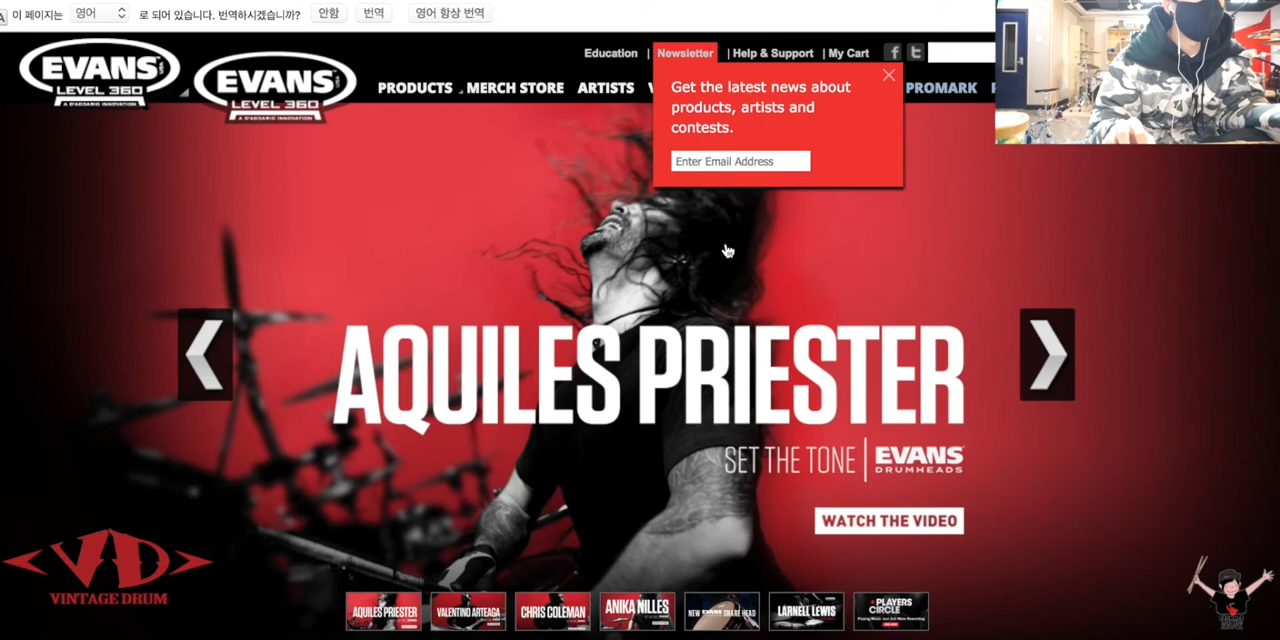 이 페이지는 영어 로 되어 있습니다. 번역하시겠습니까? 안함 번역 영어 항상 번역
EVANS
LEVEL 360
A D'ADDARIO INNOVATION
EVANS
LEVEL 360
A D'ADDARIO INNOVATION
Education | Newsletter | Help & Support | My Cart
PRODUCTS MERCH STORE ARTISTS PROMARK
Get the latest news about
products, artists and
contests.
Enter Email Address
AQUILES PRIESTER
SET THE TONE | EVANS
DRUMHEADS
WATCH THE VIDEO
VD
VINTAGE DRUM
AQUILES PRIESTER
VALENTINO ARTEAGA
CHRIS COLEMAN
ANIKA NILLES
NEW EVANS SNARE HEAD
LARNELL LEWIS
PLAYERS
CIRCLE